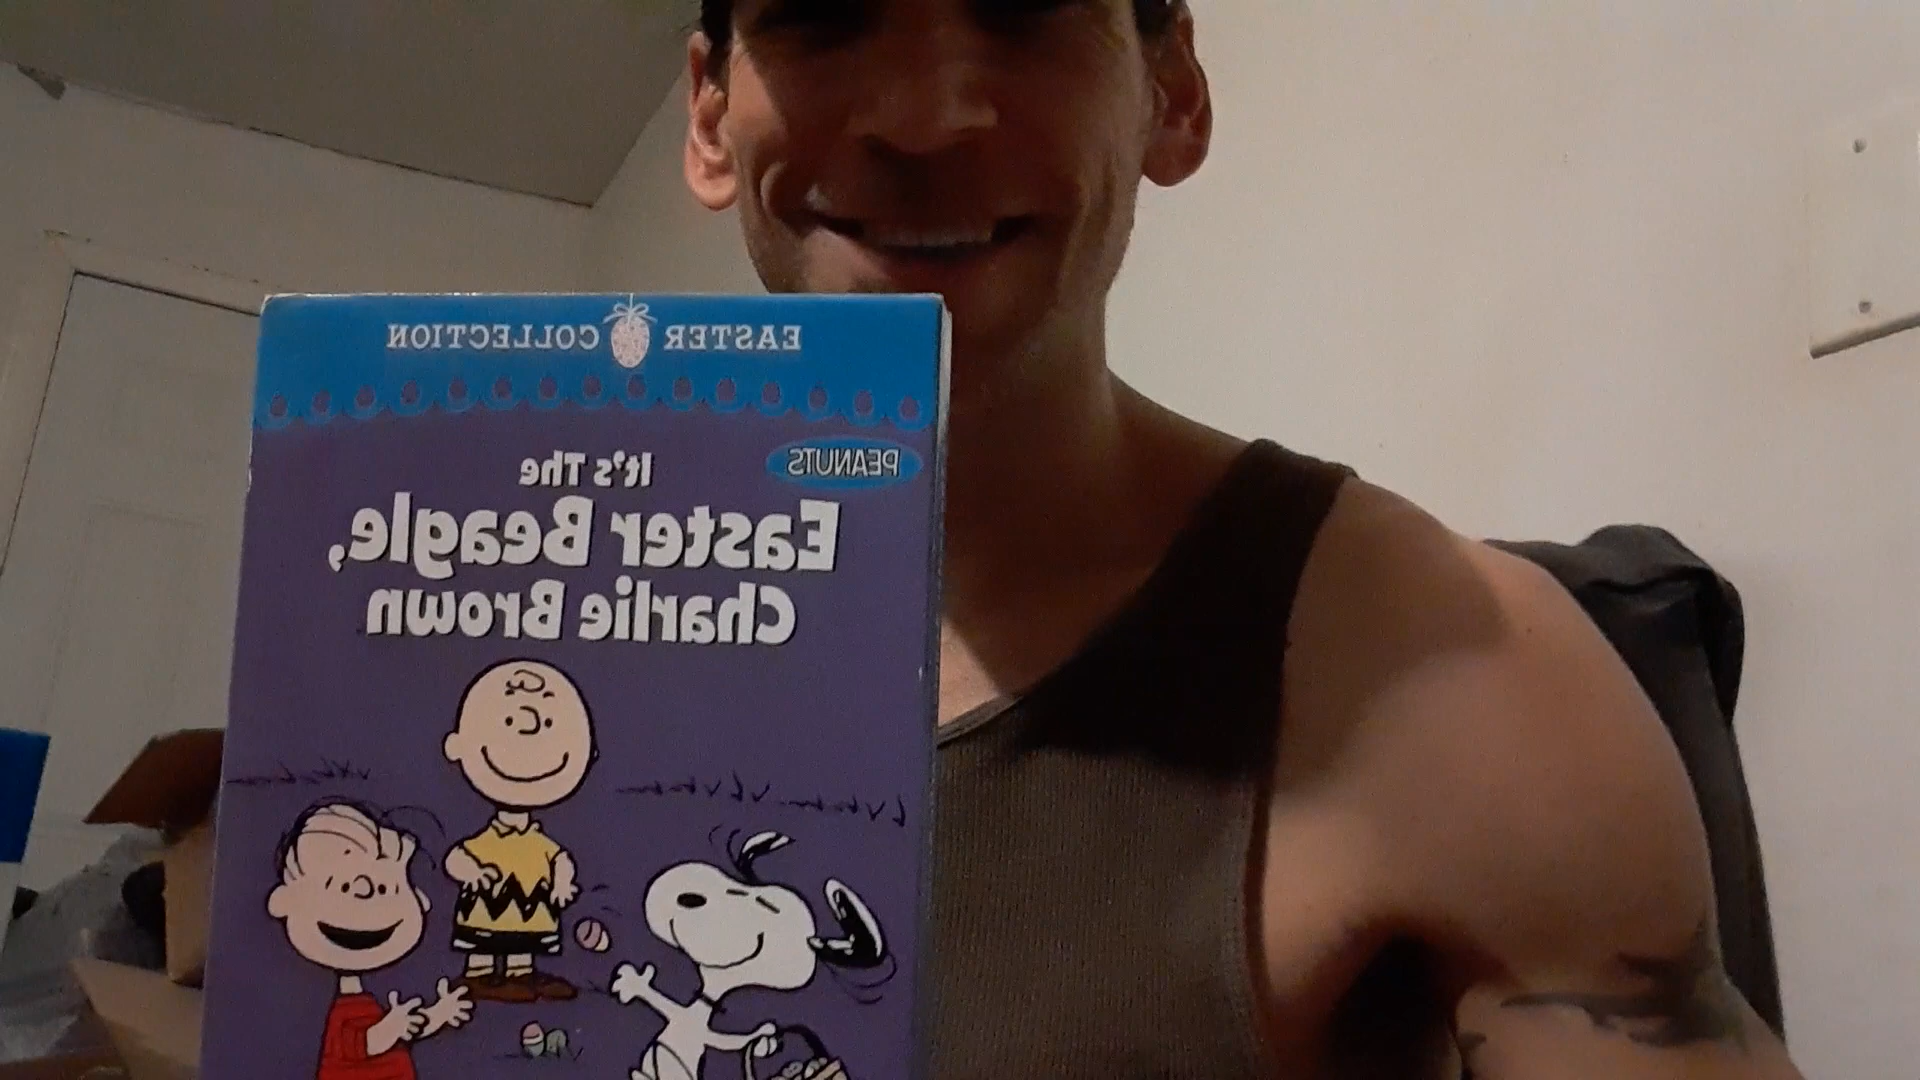 EASTER COLLECTION
PEANUTS
It's The
Easter Beagle,
Charlie Brown